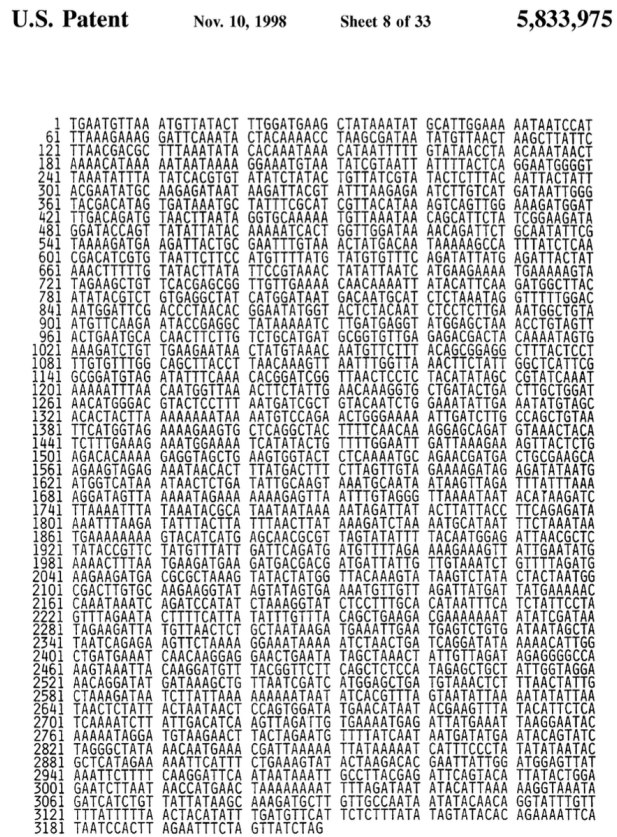 U.S. Patent Nov. 10, 1998 Sheet 8 of 33 5,833,975
1 TGAATGTTAA ATGTTATACT TTGGATGAAG CTATAAATAT GCATTGGAAA AATAATCCAT
61 TTAAAGAAAG GATTCAAATA CTACAAAACC TAAGCGATAA TATGTTAACT AAGCTTATTC
121 TTAACGACGC TTTAAATATA CACAAATAAA CATAATTTTT GTATAACCTA ACAAATAACT
181 AAAACATAAA AATAATAAAA GGAAATGTAA TATCGTAATT ATTTTACTCA GGAATGGGGT
241 TAAATATTTA TATCACGTGT ATATCTATAC TGTTATCGTA TACTCTTTAC AATTACTATT
301 ACGAATATGC AAGAGATAAT AAGATTACGT ATTTAAGAGA ATCTTGTCAT GATAATTGGG
361 TACGACATAG TGATAAATGC TATTTCGCAT CGTTACATAA AGTCAGTTGG AAAGATGGAT
421 TTGACAGATG TAACTTAATA GGTGCAAAAA TGTTAAATAA CAGCATTCTA TCGGAAGATA
481 GGATACCAGT TATATTATAC AAAAATCACT GGTTGGATAA AACAGATTCT GCAATATTCG
541 TAAAAGATGA AGATTACTGC GAATTTGTAA ACTATGACAA TAAAAAGCCA TTTATCTCAA
601 CGACATCGTG TAATTCTTCC ATGTTTTATG TATGTGTTTC AGATATTATG AGATTACTAT
661 AAACTTTTTG TATACTTATA TTCCGTAAAC TATATTAATC ATGAAGAAAA TGAAAAAGTA
721 TAGAAGCTGT TCACGAGCGG TTGTTGAAAA CAACAAAATT ATACATTCAA GATGGCTTAC
781 ATATACGTCT GTGAGGCTAT CATGGATAAT GACAATGCAT CTCTAAATAG GTTTTTGGAC
841 AATGGATTCG ACCCTAACAC GGAATATGGT ACTCTACAAT CTCCTCTTGA AATGGCTGTA
901 ATGTTCAAGA ATACCGAGGC TATAAAAATC TTGATGAGGT ATGGAGCTAA ACCTGTAGTT
961 ACTGAATGCA CAACTTCTTG TCTGCATGAT GCGGTGTTGA GAGACGACTA CAAAATAGTG
1021 AAAGATCTGT TGAAGAATAA CTATGTAAAC AATGTTCTTT ACAGCGGAGG CTTTACTCCT
1081 TTGTGTTTGG CAGCTTACCT TAACAAAGTT AATTTGGTTA AACTTCTATT GGCTCATTCG
1141 GCGGATGTAG ATATTTCAAA CACGGATCGG TTAACTCCTC TACATATAGC CGTATCAAAT
1201 AAAAATTTAA CAATGGTTAA ACTTCTATTG AACAAAGGTG CTGATACTGA CTTGCTGGAT
1261 AACATGGGAC GTACTCCTTT AATGATCGCT GTACAATCTG GAAATATTGA AATATGTAGC
1321 ACACTACTTA AAAAAAATAA AATGTCCAGA ACTGGGAAAA ATTGATCTTG CCAGCTGTAA
1381 TTCATGGTAG AAAAGAAGTG CTCAGGCTAC TTTTCAACAA AGGAGCAGAT GTAAACTACA
1441 TCTTTGAAAG AAATGGAAAA TCATATACTG TTTTGGAATT GATTAAAGAA AGTTACTCTG
1501 AGACACAAAA GAGGTAGCTG AAGTGGTACT CTCAAAATGC AGAACGATGA CTGCGAAGCA
1561 AGAAGTAGAG AAATAACACT TTATGACTTT CTTAGTTGTA GAAAAGATAG AGATATAATG
1621 ATGGTCATAA ATAACTCTGA TATTGCAAGT AAATGCAATA ATAAGTTAGA TTTATTTAAA
1681 AGGATAGTTA AAAATAGAAA AAAAGAGTTA ATTTGTAGGG TTAAAATAAT ACATAAGATC
1741 TTAAAATTTA TAAATACGCA TAATAATAAA AATAGATTAT ACTTATTACC TTCAGAGATA
1801 AAATTTAAGA TATTTACTTA TTTAACTTAT AAAGATCTAA AATGCATAAT TTCTAAATAA
1861 TGAAAAAAAA GTACATCATG AGCAACGCGT TAGTATATTT TACAATGGAG ATTAACGCTC
1921 TATACCGTTC TATGTTTATT GATTCAGATG ATGTTTTAGA AAAGAAAGTT ATTGAATATG
1981 AAAACTTTAA TGAAGATGAA GATGACGACG ATGATTATTG TTGTAAATCT GTTTTAGATG
2041 AAGAAGATGA CGCGCTAAAG TATACTATGG TTACAAAGTA TAAGTCTATA CTACTAATGG
2101 CGACTTGTGC AAGAAGGTAT AGTATAGTGA AAATGTTGTT AGATTATGAT TATGAAAAAC
2161 CAAATAAATC AGATCCATAT CTAAAGGTAT CTCCTTTGCA CATAATTTCA TCTATTCCTA
2221 GTTTAGAATA CTTTTCATTA TATTTGTTTA CAGCTGAAGA CGAAAAAAAT ATATCGATAA
2281 TAGAAGATTA TGTTAACTCT GCTAATAAGA TGAAATTGAA TGAGTCTGTG ATAATAGCTA
2341 TAATCAGAGA AGTTCTAAAA GGAAATAAAA ATCTAACTGA TCAGGATATA AAAACATTGG
2401 CTGATGAAAT CAACAAGGAG GAACTGAATA TAGCTAAACT ATTGTTAGAT AGAGGGGCCA
2461 AAGTAAATTA CAAGGATGTT TACGGTTCTT CAGCTCTCCA TAGAGCTGCT ATTGGTAGGA
2521 AACAGGATAT GATAAAGCTG TTAATCGATC ATGGAGCTGA TGTAAACTCT TTAACTATTG
2581 CTAAAGATAA TCTTATTAAA AAAAAATAAT ATCACGTTTA GTAATATTAA AATATATTAA
2641 TAACTCTATT ACTAATAACT CCAGTGGATA TGAACATAAT ACGAAGTTTA TACATTCTCA
2701 TCAAAATCTT ATTGACATCA AGTTAGATTG TGAAAATGAG ATTATGAAAT TAAGGAATAC
2761 AAAAATAGGA TGTAAGAACT TACTAGAATG TTTTATCAAT AATGATATGA ATACAGTATC
2821 TAGGGCTATA AACAATGAAA CGATTAAAAA TTATAAAAAT CATTTCCCTA TATATAATAC
2881 GCTCATAGAA AAATTCATTT CTGAAAGTAT ACTAAGACAC GAATTATTGG ATGGAGTTAT
2941 AAATTCTTTT CAAGGATTCA ATAATAAATT GCCTTACGAG ATTCAGTACA TTATACTGGA
3001 GAATCTTAAT AACCATGAAC TAAAAAAAAT TTTAGATAAT ATACATTAAA AAGGTAAATA
3061 GATCATCTGT TATTATAAGC AAAGATGCTT GTTGCCAATA ATATACAACA GGTATTTGTT
3121 TTTATTTTTA ACTACATATT TGATGTTCAT TCTCTTTATA TAGTATACAC AGAAAATTCA
3181 TAATCCACTT AGAATTTCTA GTTATCTAG